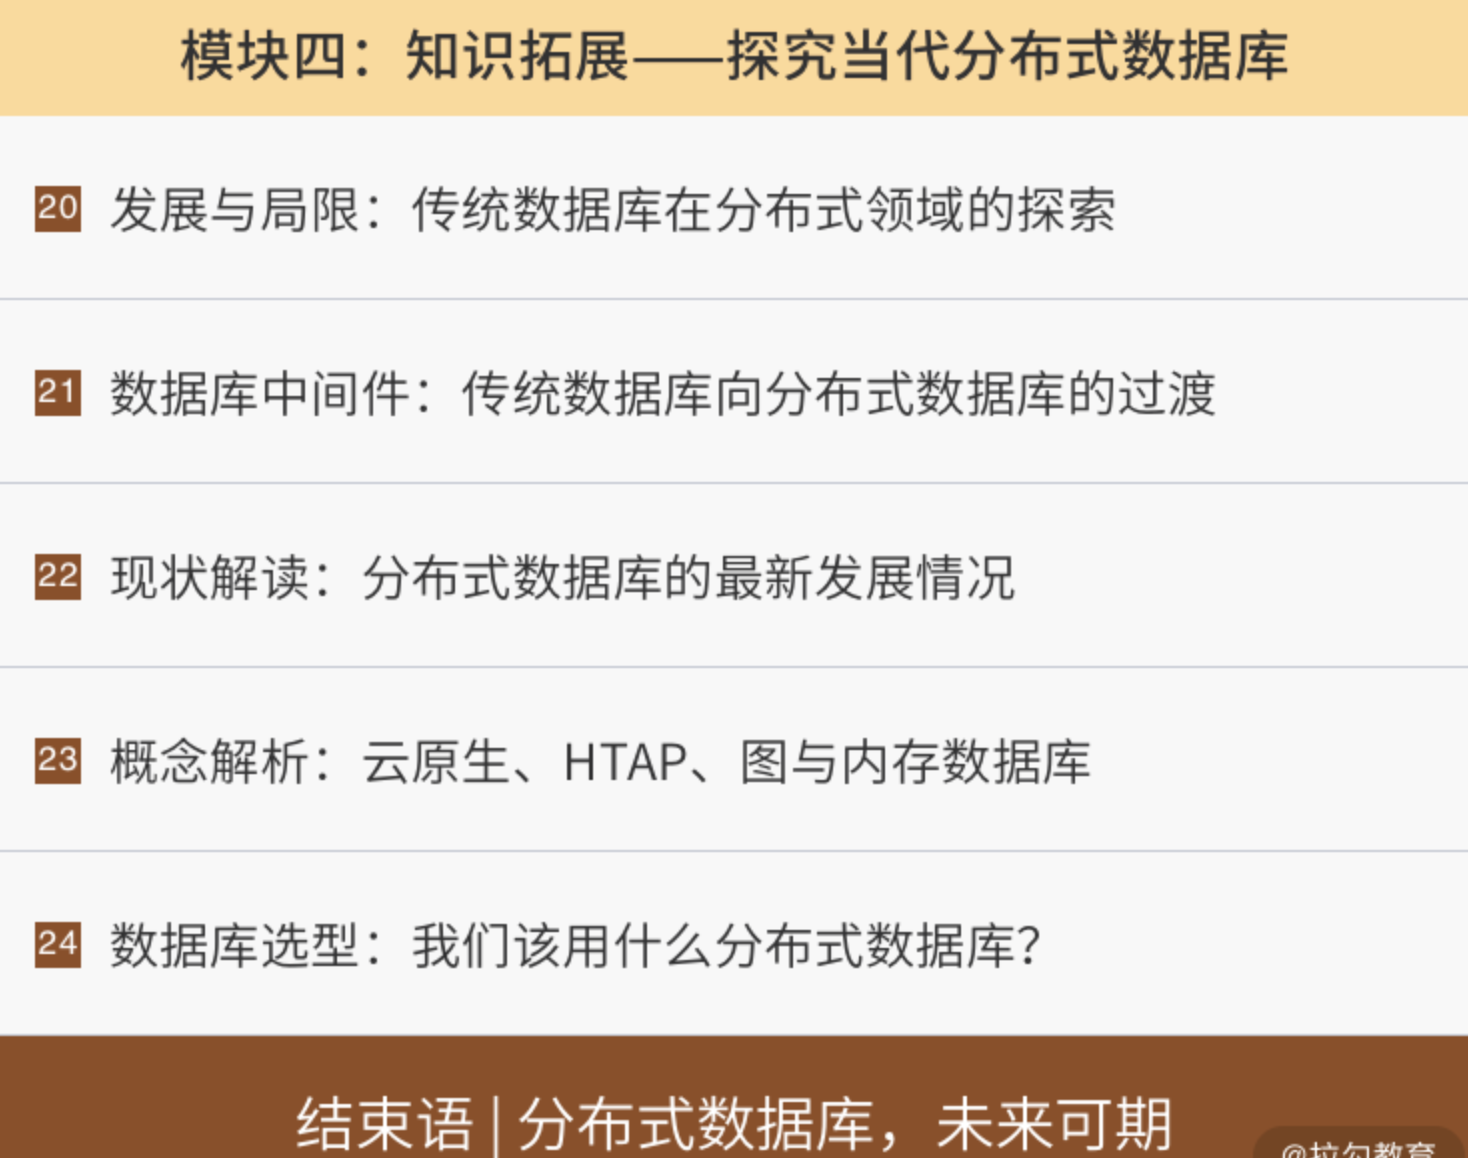 模块四：知识拓展——探究当代分布式数据库
20 发展与局限：传统数据库在分布式领域的探索
21 数据库中间件：传统数据库向分布式数据库的过渡
22 现状解读：分布式数据库的最新发展情况
23 概念解析：云原生、HTAP、图与内存数据库
24 数据库选型：我们该用什么分布式数据库？
结束语 | 分布式数据库，未来可期
@拉勾教育